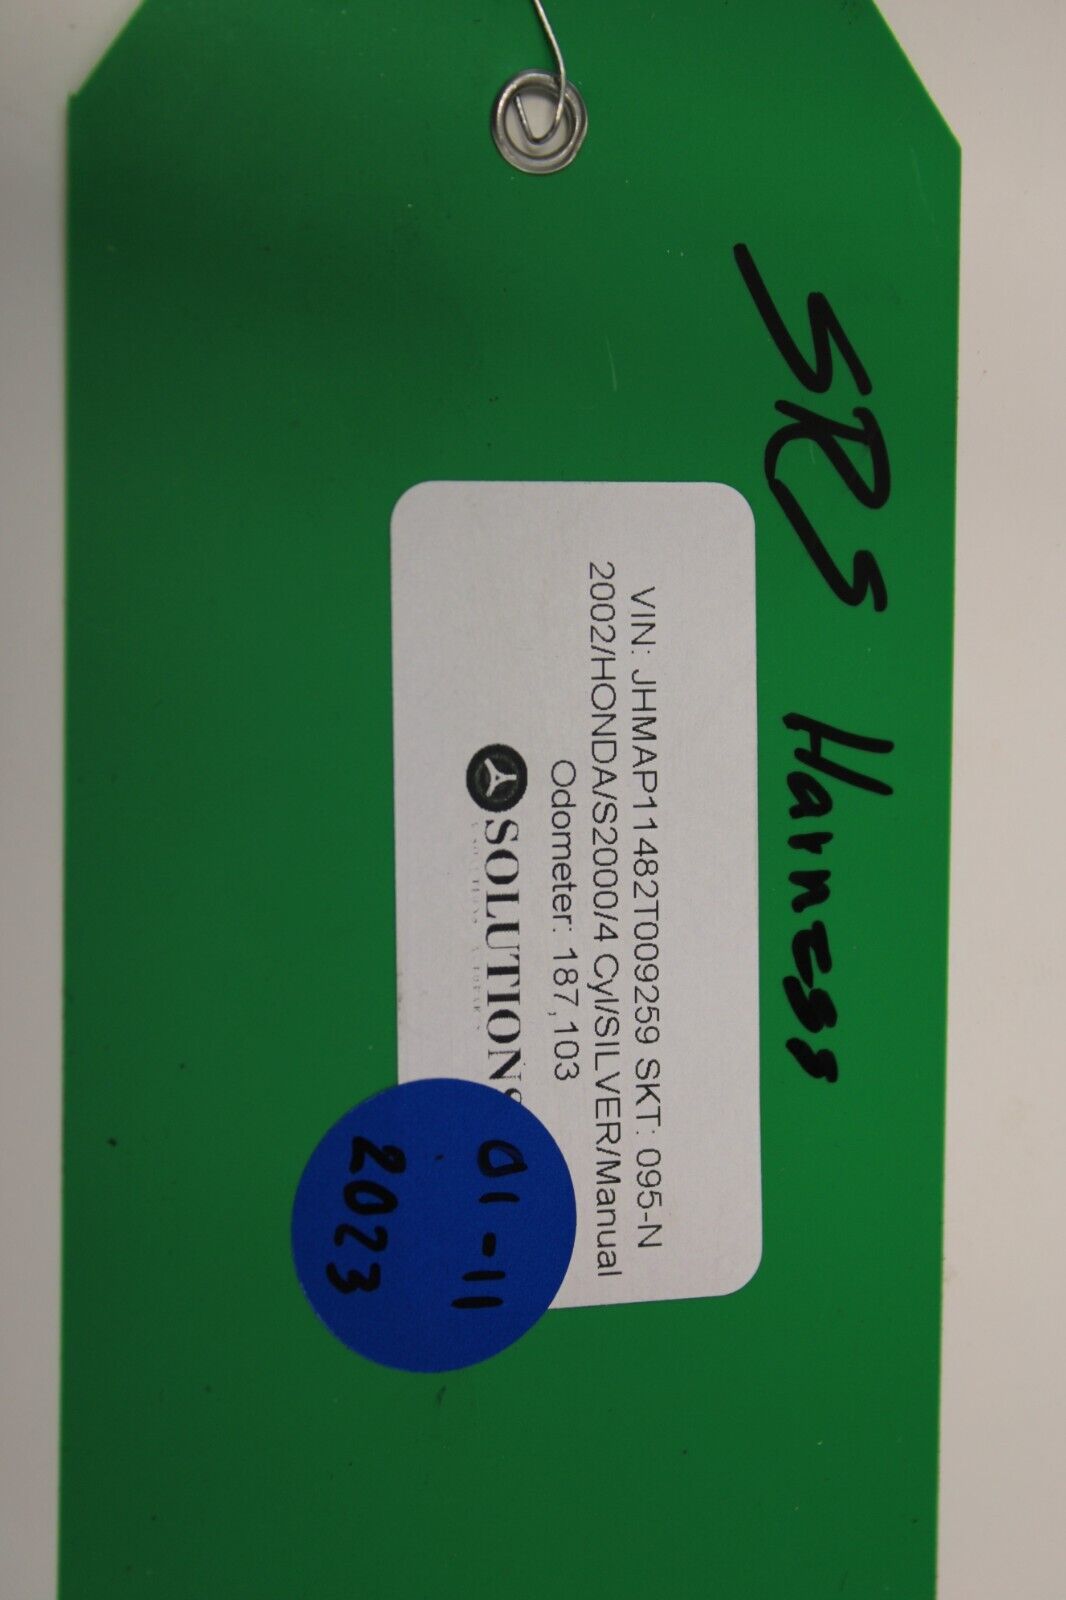 SRS Harness
VIN: JHMAP11482T009259 SKT: 095-N
2002/HONDA/S2000/4 Cyl/SILVER/Manual
Odometer: 187,103
SOLUTIONS
01-11
2023